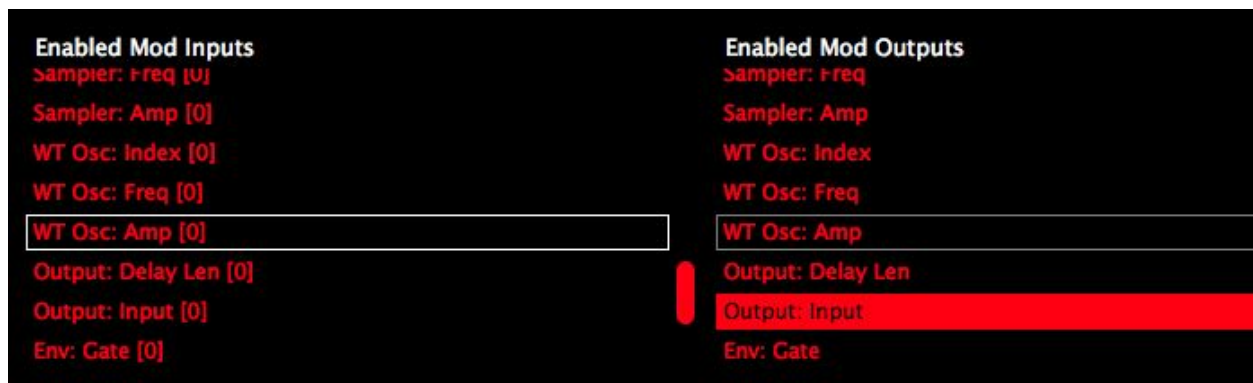 Enabled Mod Inputs
Sampler: Freq [0]
Sampler: Amp [0]
WT Osc: Index [0]
WT Osc: Freq [0]
WT Osc: Amp [0]
Output: Delay Len [0]
Output: Input [0]
Env: Gate [0]
Enabled Mod Outputs
Sampler: Freq
Sampler: Amp
WT Osc: Index
WT Osc: Freq
WT Osc: Amp
Output: Delay Len
Output: Input
Env: Gate